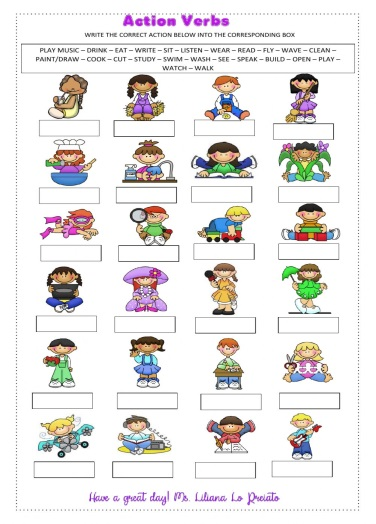 Action Verbs
WRITE THE CORRECT ACTION BELOW INTO THE CORRESPONDING BOX
PLAY MUSIC – DRINK – EAT – WRITE – SIT – LISTEN – WEAR – READ – FLY – WAVE – CLEAN –
PAINT/DRAW – COOK – CUT – STUDY – SWIM – WASH – SEE – SPEAK – BUILD – OPEN – PLAY –
WATCH – WALK
Have a great day! Ms. Liliana Lo Preiato